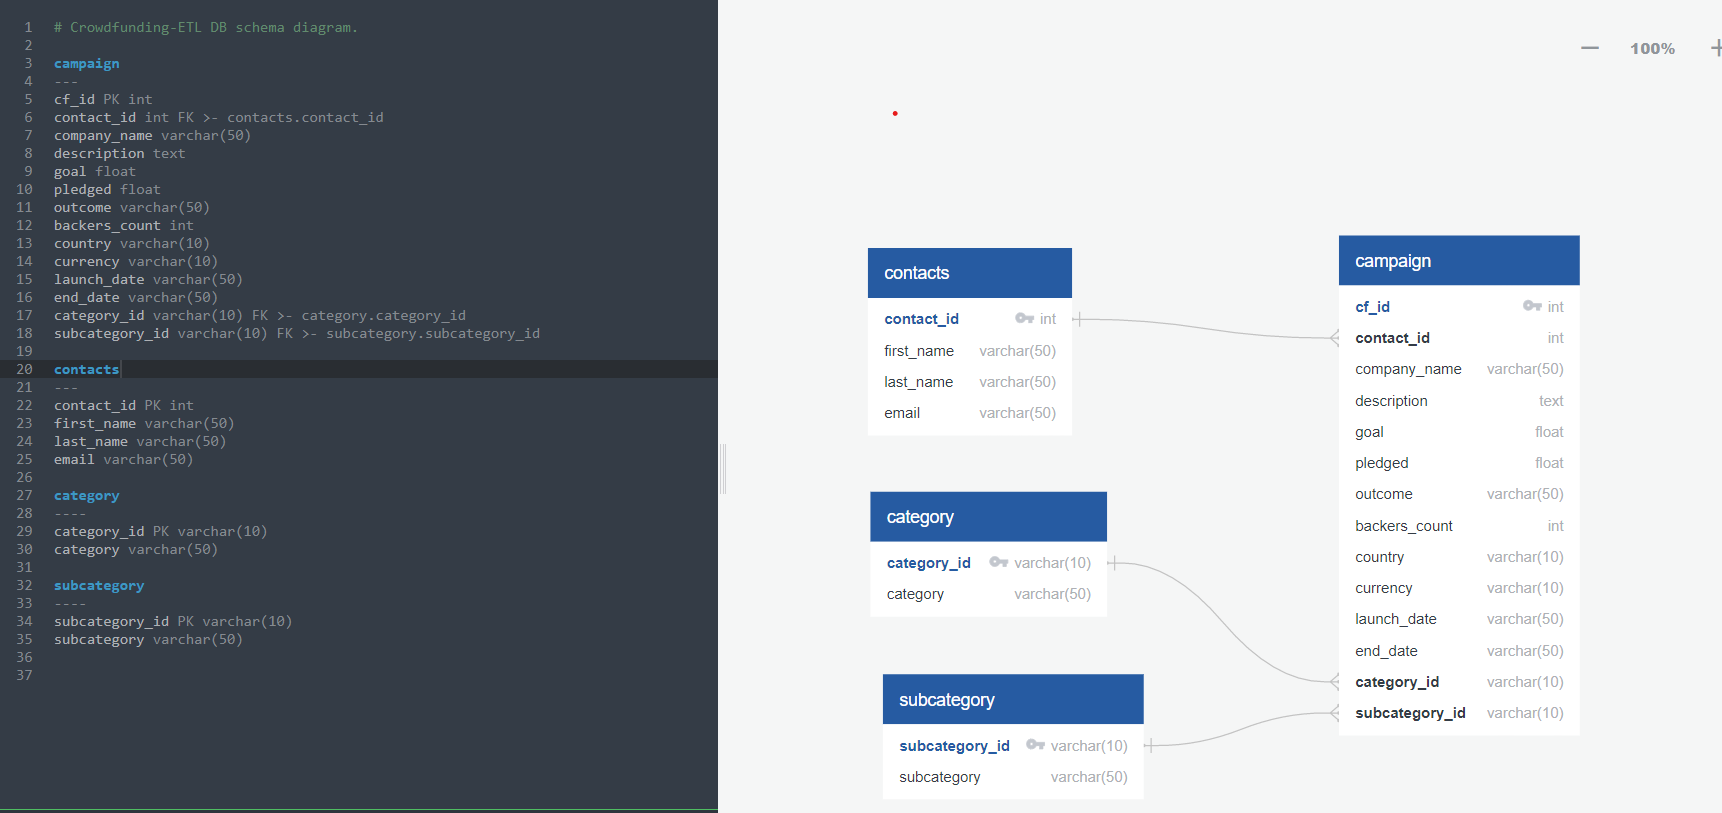 1 # Crowdfunding-ETL DB schema diagram.
2
3 campaign
4 ---
5 cf_id PK int
6 contact_id int FK >- contacts.contact_id
7 company_name varchar(50)
8 description text
9 goal float
10 pledged float
11 outcome varchar(50)
12 backers_count int
13 country varchar(10)
14 currency varchar(10)
15 launch_date varchar(50)
16 end_date varchar(50)
17 category_id varchar(10) FK >- category.category_id
18 subcategory_id varchar(10) FK >- subcategory.subcategory_id
19
20 contacts
21 ---
22 contact_id PK int
23 first_name varchar(50)
24 last_name varchar(50)
25 email varchar(50)
26
27 category
28 ----
29 category_id PK varchar(10)
30 category varchar(50)
31
32 subcategory
33 ----
34 subcategory_id PK varchar(10)
35 subcategory varchar(50)
36
37
100%
contacts
contact_id int
first_name varchar(50)
last_name varchar(50)
email varchar(50)
category
category_id varchar(10)
category varchar(50)
subcategory
subcategory_id varchar(10)
subcategory varchar(50)
campaign
cf_id int
contact_id int
company_name varchar(50)
description text
goal float
pledged float
outcome varchar(50)
backers_count int
country varchar(10)
currency varchar(10)
launch_date varchar(50)
end_date varchar(50)
category_id varchar(10)
subcategory_id varchar(10)